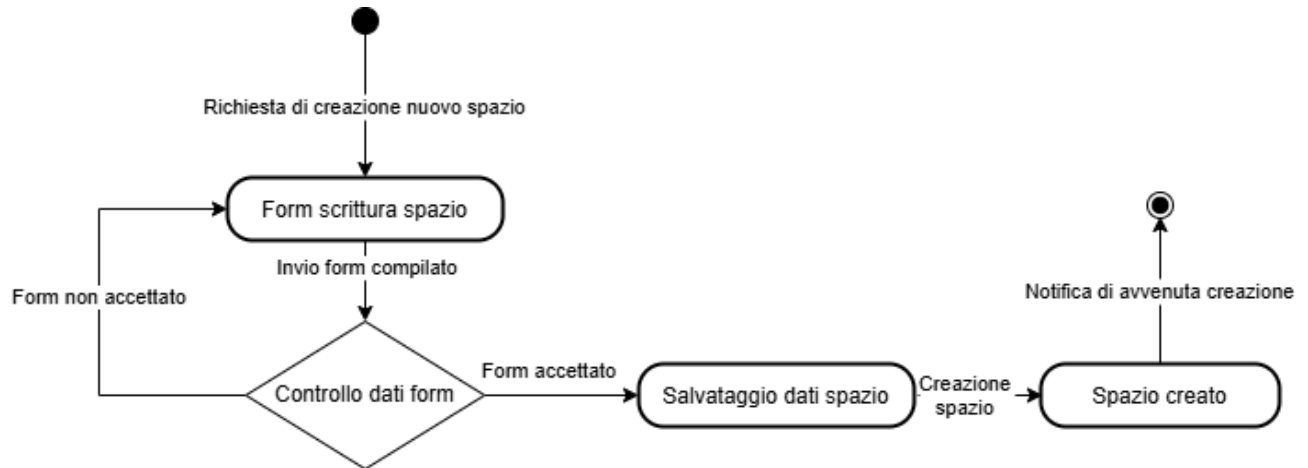 Richiesta di creazione nuovo spazio
Form scrittura spazio
Invio form compilato
Form non accettato
Notifica di avvenuta creazione
Controllo dati form
Form accettato
Salvataggio dati spazio
Creazione
spazio
Spazio creato